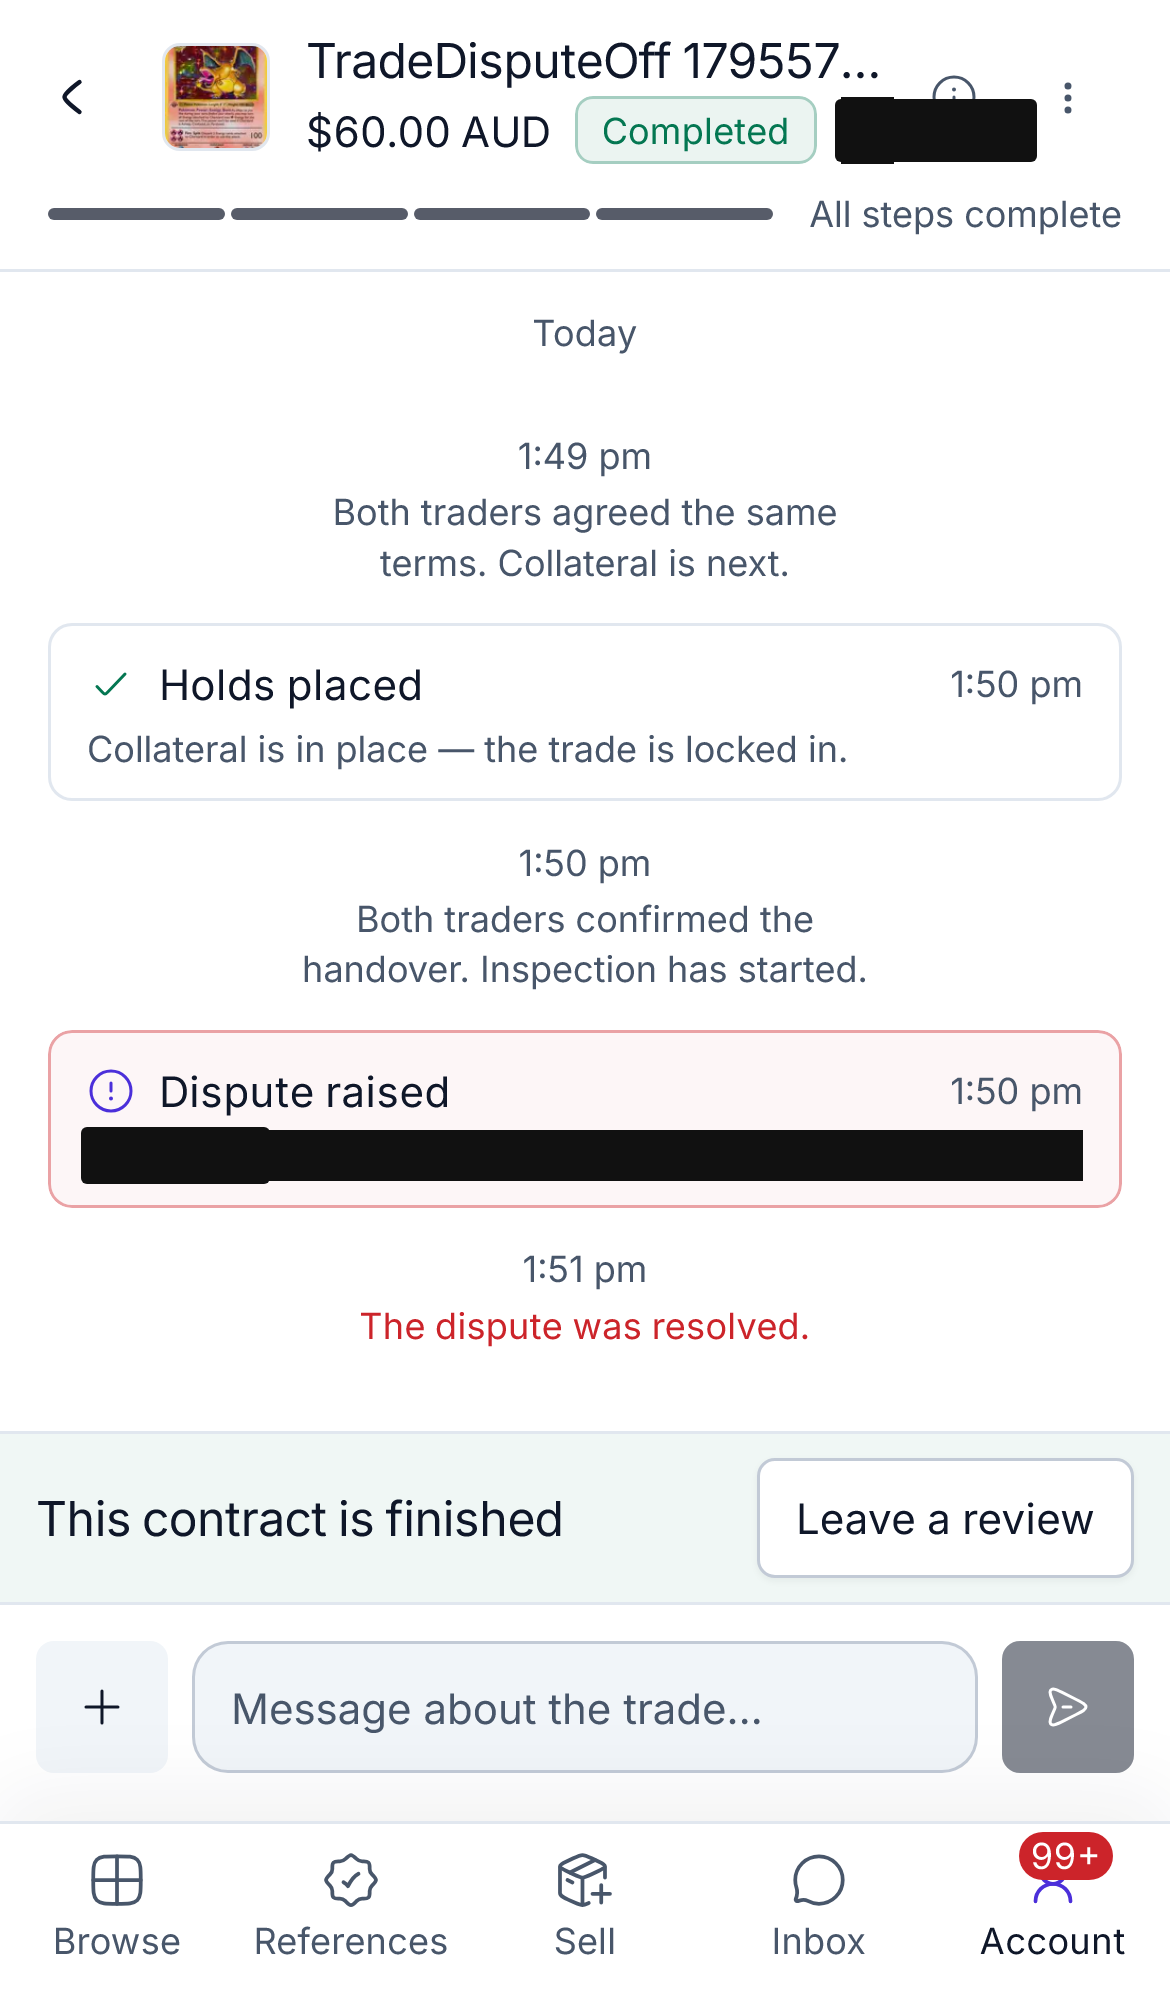 TradeDisputeOff 179557...
$60.00 AUD Completed
All steps complete
Today
1:49 pm
Both traders agreed the same
terms. Collateral is next.
Holds placed 1:50 pm
Collateral is in place — the trade is locked in.
1:50 pm
Both traders confirmed the
handover. Inspection has started.
Dispute raised 1:50 pm
1:51 pm
The dispute was resolved.
This contract is finished
Leave a review
Message about the trade...
99+
Browse References Sell Inbox Account